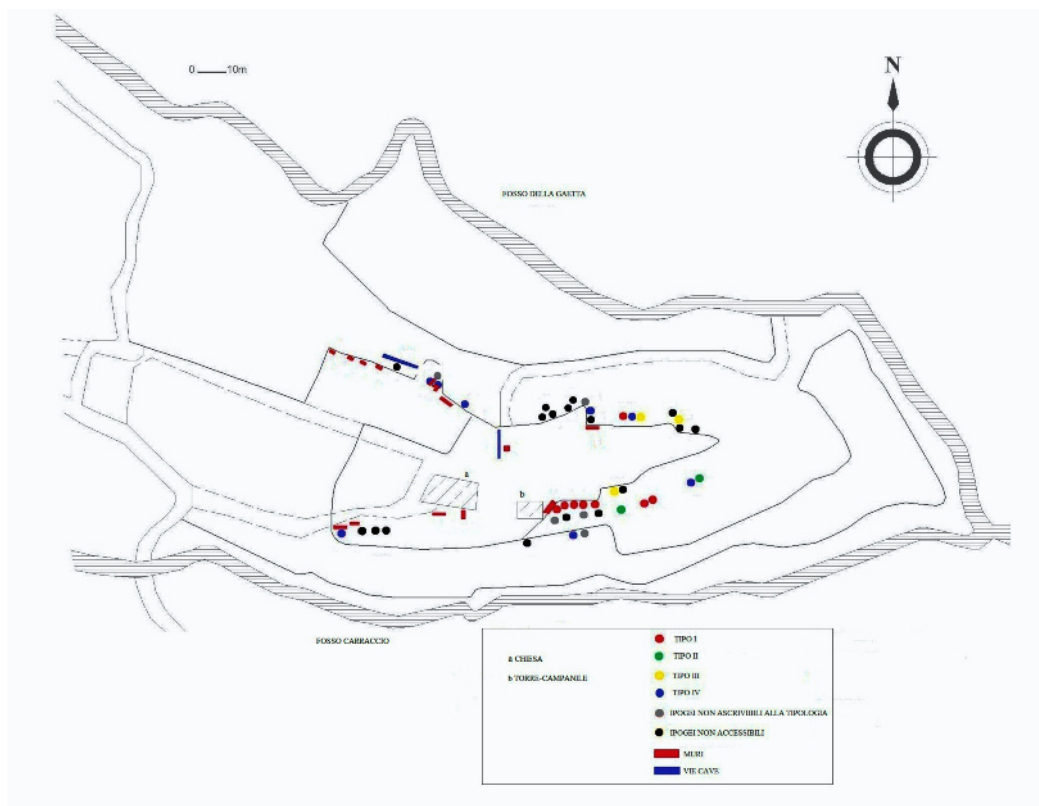 0 10m
N
FOSSO DELLA GAETTA
a
b
FOSSO CARRACCIO
a CHIESA
b TORRE-CAMPANILE
TIPO I
TIPO II
TIPO III
TIPO IV
IPOGEI NON ASCRIVIBILI ALLA TIPOLOGIA
IPOGEI NON ACCESSIBILI
MURI
VIE CAVE